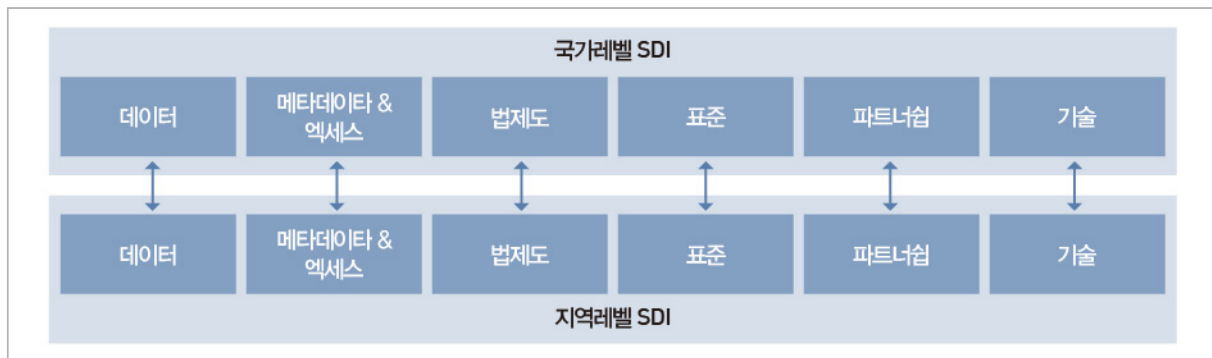 국가레벨 SDI
데이터
메타데이타 &
엑세스
법제도
표준
파트너쉽
기술
데이터
메타데이타 &
엑세스
법제도
표준
파트너쉽
기술
지역레벨 SDI